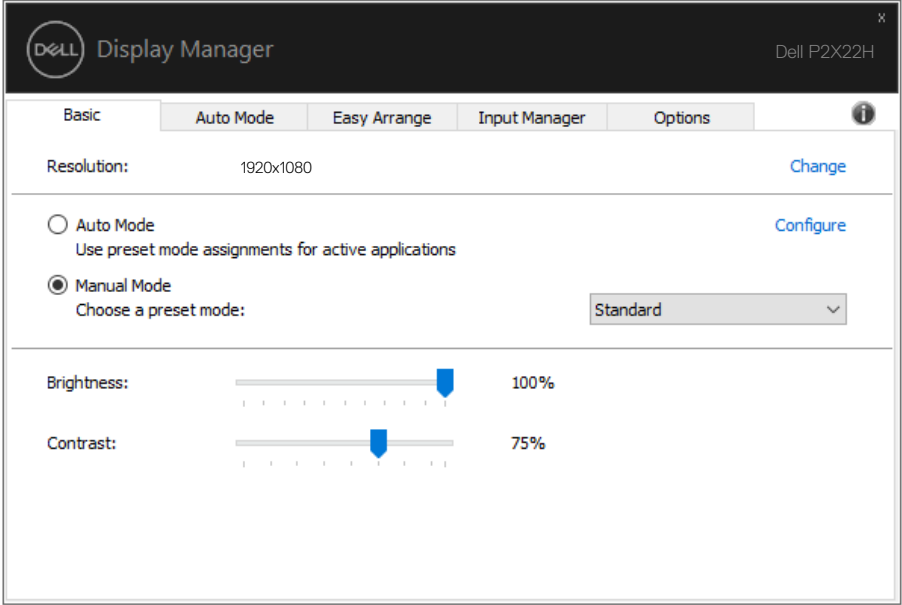 x
DELL Display Manager
Dell P2X22H
Basic Auto Mode Easy Arrange Input Manager Options i
Resolution: 1920x1080 Change
Auto Mode Configure
Use preset mode assignments for active applications
Manual Mode
Choose a preset mode: Standard
Brightness: 100%
Contrast: 75%